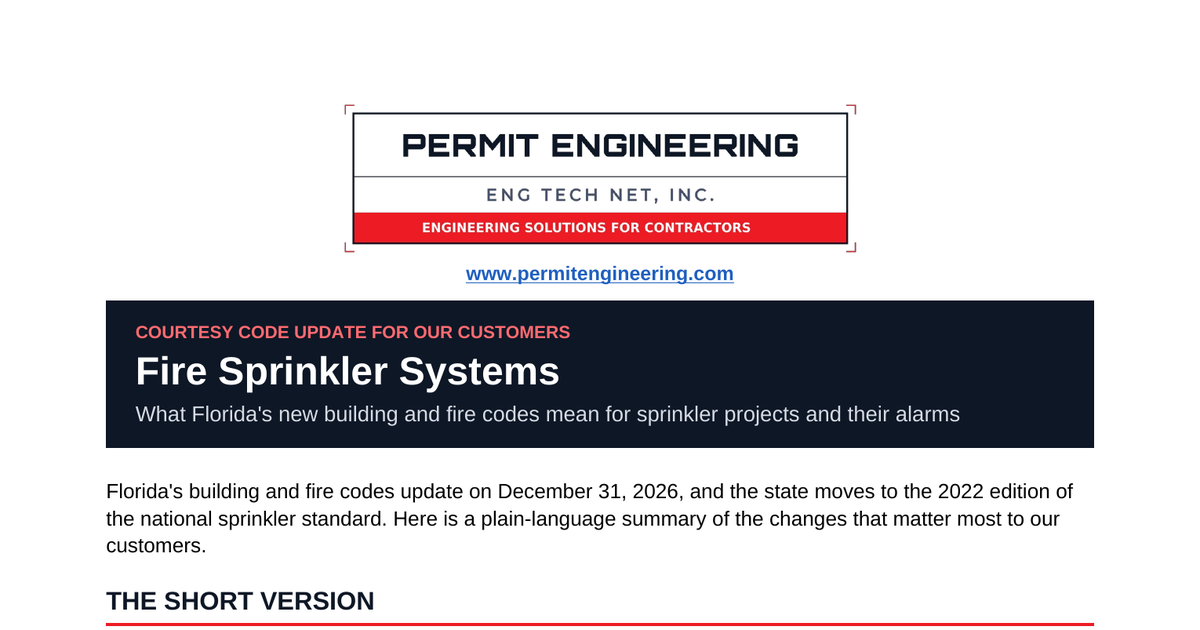 PERMIT ENGINEERING
ENG TECH NET, INC.
ENGINEERING SOLUTIONS FOR CONTRACTORS
www.permitengineering.com
COURTESY CODE UPDATE FOR OUR CUSTOMERS
Fire Sprinkler Systems
What Florida's new building and fire codes mean for sprinkler projects and their alarms
Florida's building and fire codes update on December 31, 2026, and the state moves to the 2022 edition of
the national sprinkler standard. Here is a plain-language summary of the changes that matter most to our
customers.
THE SHORT VERSION